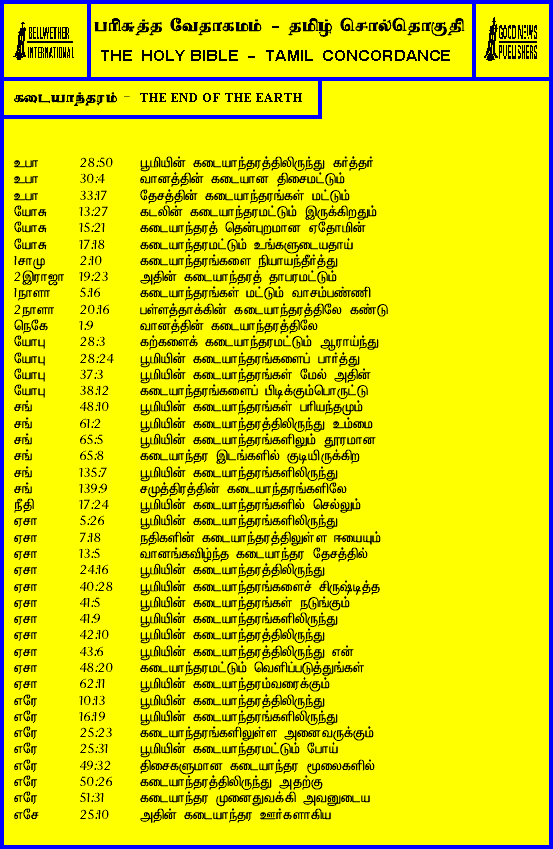 BELLWETHER INTERNATIONAL
பரிசுத்த வேதாகமம் - தமிழ் சொல்தொகுதி
THE HOLY BIBLE - TAMIL CONCORDANCE
GOOD NEWS PUBLISHERS
கடையாந்தரம் - THE END OF THE EARTH
உபா 28:50 பூமியின் கடையாந்தரத்திலிருந்து கர்த்தர்
உபா 30:4 வானத்தின் கடையான திசைமட்டும்
உபா 33:17 தேசத்தின் கடையாந்தரங்கள் மட்டும்
யோசு 13:27 கடலின் கடையாந்தரமட்டும் இருக்கிறதும்
யோசு 15:21 கடையாந்தரத் தென்புறமான ஏதோமின்
யோசு 17:18 கடையாந்தரமட்டும் உங்களுடையதாய்
1சாமு 2:10 கடையாந்தரங்களை நியாயந்தீர்த்து
2இராஜா 19:23 அதின் கடையாந்தரத் தாபரமட்டும்
1நாளா 5:16 கடையாந்தரங்கள் மட்டும் வாசம்பண்ணி
2நாளா 20:16 பள்ளத்தாக்கின் கடையாந்தரத்திலே கண்டு
நெகே 1:9 வானத்தின் கடையாந்தரத்திலே
யோபு 28:3 கற்களைக் கடையாந்தரமட்டும் ஆராய்ந்து
யோபு 28:24 பூமியின் கடையாந்தரங்களைப் பார்த்து
யோபு 37:3 பூமியின் கடையாந்தரங்கள் மேல் அதின்
யோபு 38:12 கடையாந்தரங்களைப் பிடிக்கும்பொருட்டு
சங் 48:10 பூமியின் கடையாந்தரங்கள் பரியந்தமும்
சங் 61:2 பூமியின் கடையாந்தரத்திலிருந்து உம்மை
சங் 65:5 பூமியின் கடையாந்தரங்களிலும் தூரமான
சங் 65:8 கடையாந்தர இடங்களில் குடியிருக்கிற
சங் 135:7 பூமியின் கடையாந்தரங்களிலிருந்து
சங் 139:9 சமுத்திரத்தின் கடையாந்தரங்களிலே
நீதி 17:24 பூமியின் கடையாந்தரங்களில் செல்லும்
ஏசா 5:26 பூமியின் கடையாந்தரங்களிலிருந்து
ஏசா 7:18 நதிகளின் கடையாந்தரத்திலுள்ள ஈயையும்
ஏசா 13:5 வானங்கவிழ்ந்த கடையாந்தர தேசத்தில்
ஏசா 24:16 பூமியின் கடையாந்தரத்திலிருந்து
ஏசா 40:28 பூமியின் கடையாந்தரங்களைச் சிருஷ்டித்த
ஏசா 41:5 பூமியின் கடையாந்தரங்கள் நடுங்கும்
ஏசா 41:9 பூமியின் கடையாந்தரங்களிலிருந்து
ஏசா 42:10 பூமியின் கடையாந்தரத்திலிருந்து
ஏசா 43:6 பூமியின் கடையாந்தரத்திலிருந்து என்
ஏசா 48:20 கடையாந்தரமட்டும் வெளிப்படுத்துங்கள்
ஏசா 62:11 பூமியின் கடையாந்தரம்வரைக்கும்
எரே 10:13 பூமியின் கடையாந்தரத்திலிருந்து
எரே 16:19 பூமியின் கடையாந்தரங்களிலிருந்து
எரே 25:23 கடையாந்தரங்களிலுள்ள அனைவருக்கும்
எரே 25:31 பூமியின் கடையாந்தரமட்டும் போய்
எரே 49:32 திசைகளுமான கடையாந்தர மூலைகளில்
எரே 50:26 கடையாந்தரத்திலிருந்து அதற்கு
எரே 51:31 கடையாந்தர முனைதுவக்கி அவனுடைய
எசே 25:10 அதின் கடையாந்தர ஊர்களாகிய